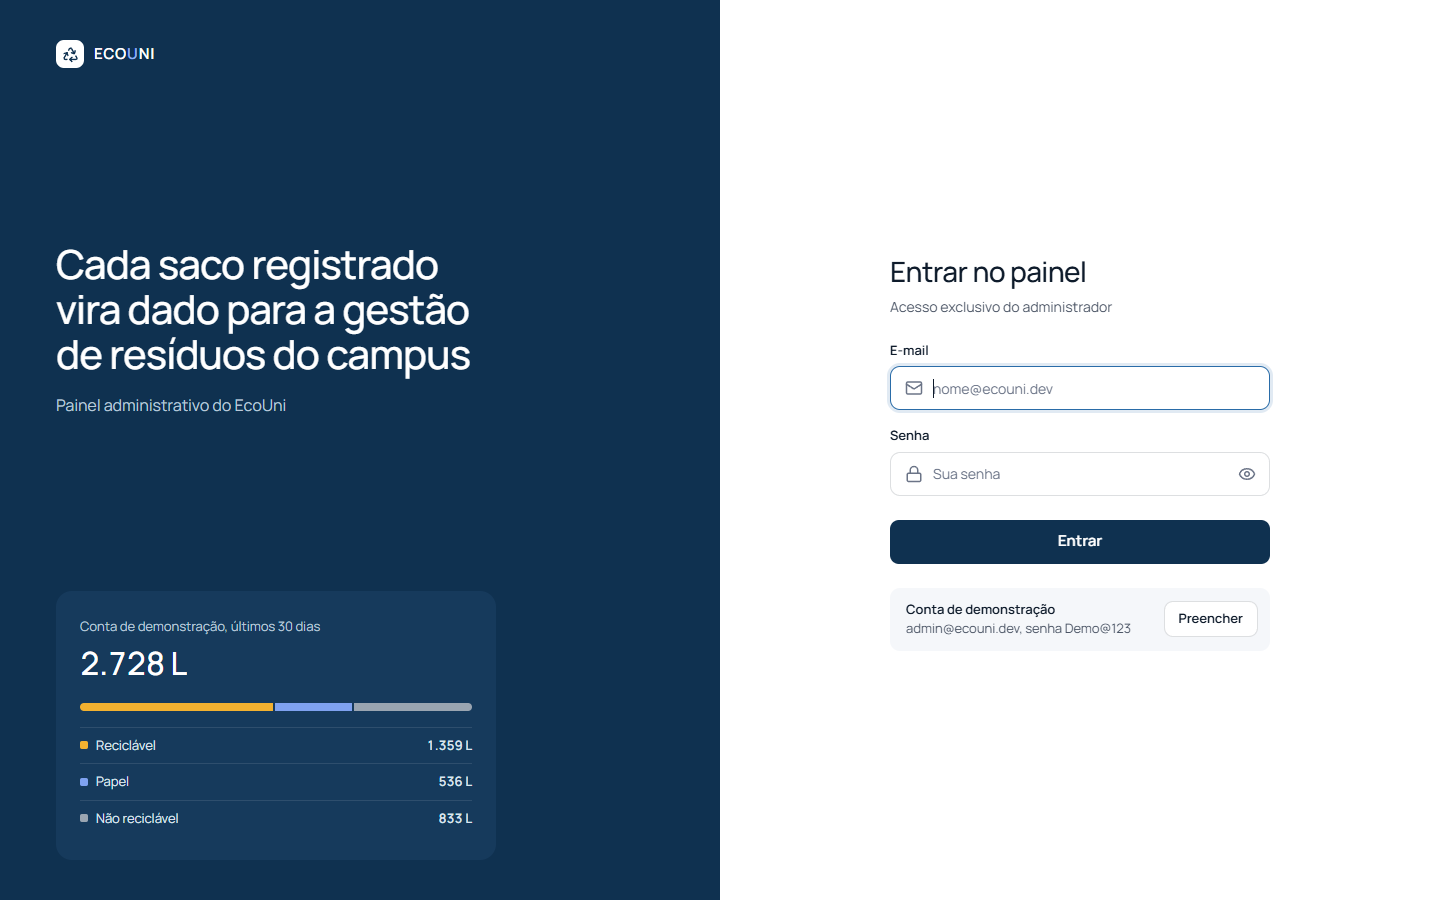 ECOUNI
Cada saco registrado
vira dado para a gestão
de resíduos do campus
Painel administrativo do EcoUni
Conta de demonstração, últimos 30 dias
2.728 L
Reciclável 1.359 L
Papel 536 L
Não reciclável 833 L
Entrar no painel
Acesso exclusivo do administrador
E-mail
nome@ecouni.dev
Senha
Sua senha
Entrar
Conta de demonstração
admin@ecouni.dev, senha Demo@123
Preencher